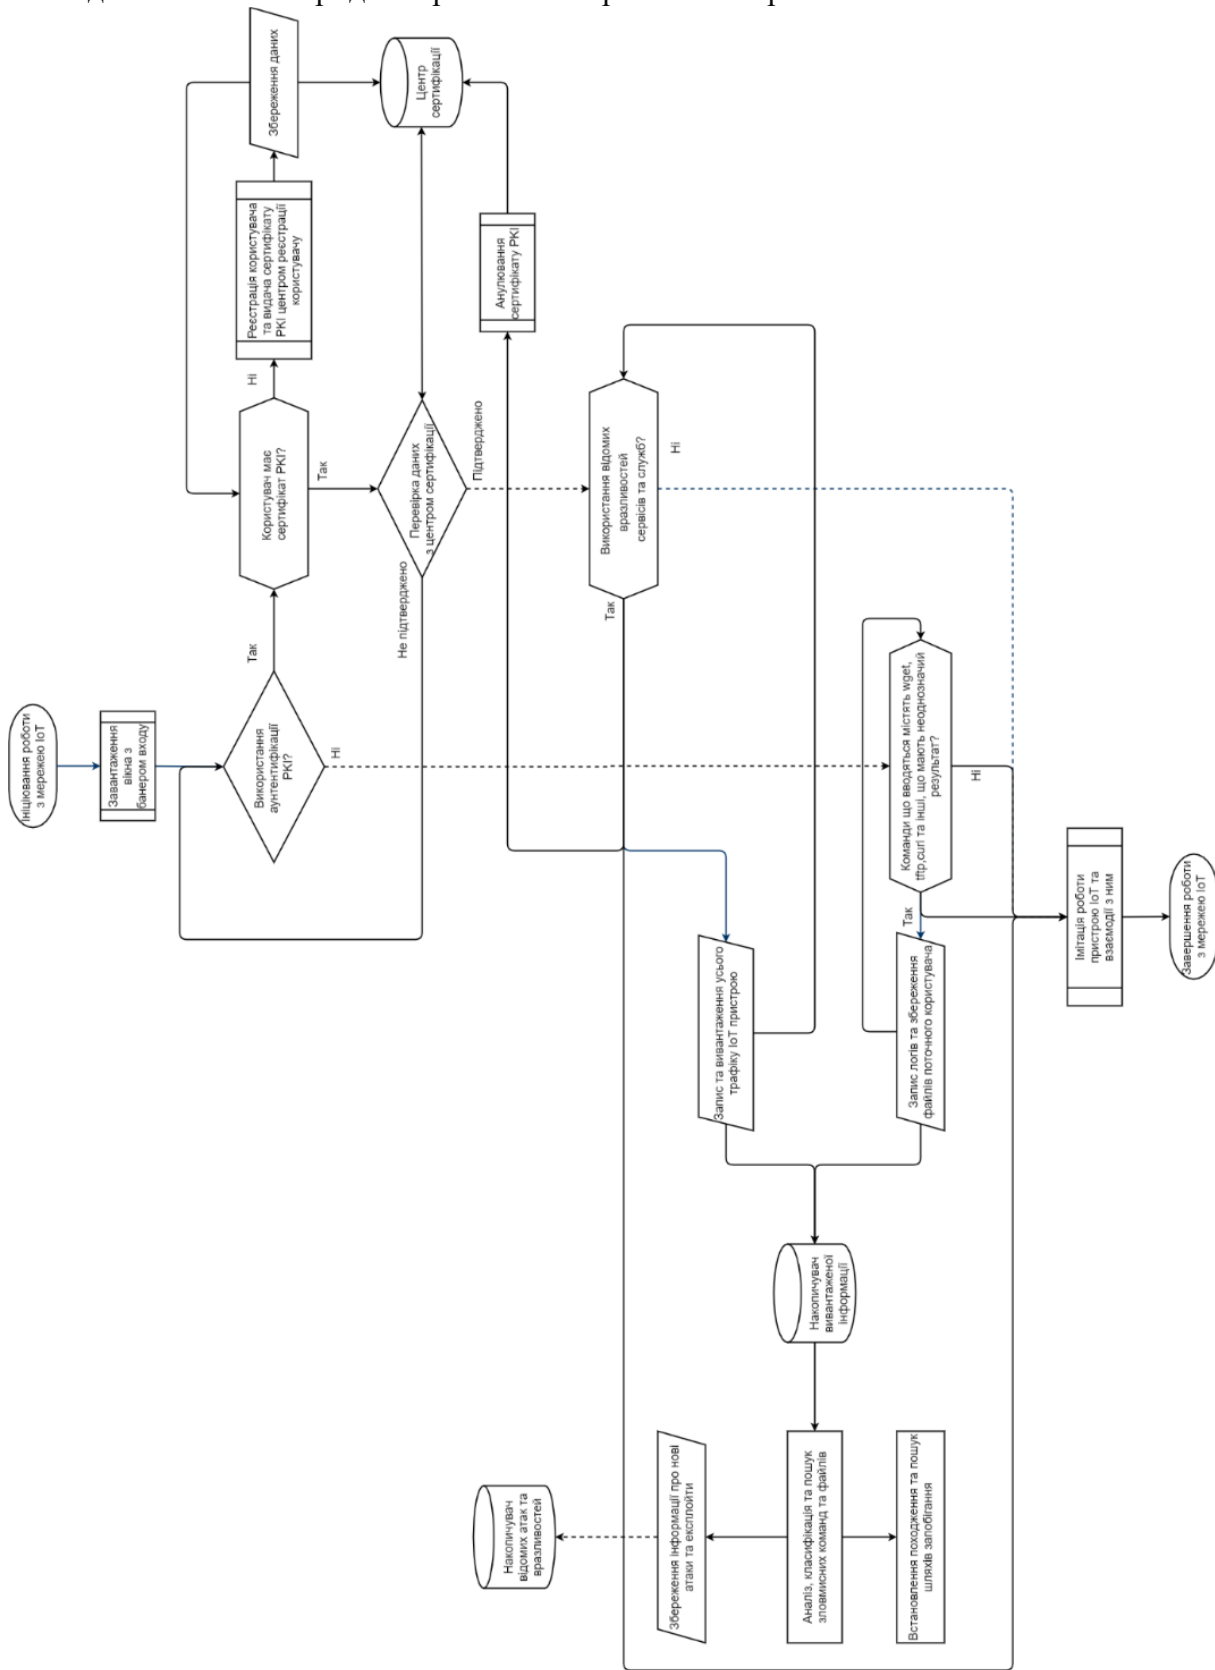 Ініціювання роботи
з мережею IoT
Завантаження
вікна з
банером входу
Використання
аунтентифікації
PKI?
Так
Ні
Користувач має
сертифікат PKI?
Ні
Так
Реєстрація користувача
та видача сертифікату
PKI центром реєстрації
користувачу
Збереження даних
Центр
сертифікації
Перевірка даних
з центром сертифікації
Не підтверджено
Підтверджено
Анулювання
сертифікату PKI
Використання відомих
вразливостей
сервісів та служб?
Так
Ні
Запис та вивантаження усього
трафіку IoT пристрою
Команди що вводяться містять wget,
tftp,curl та інші, що мають неоднозначий
результат?
Так
Ні
Запис логів та збереження
файлів поточного користувача
Імітація роботи
пристрою IoT та
взаємодії з ним
Завершення роботи
з мережею IoT
Накопичувач
вивантаженої
інформації
Аналіз, класифікація та пошук
зловмисних команд та файлів
Збереження інформації про нові
атаки та експлойти
Накопичувач
відомих атак та
вразливостей
Встановлення походження та пошук
шляхів запобігання